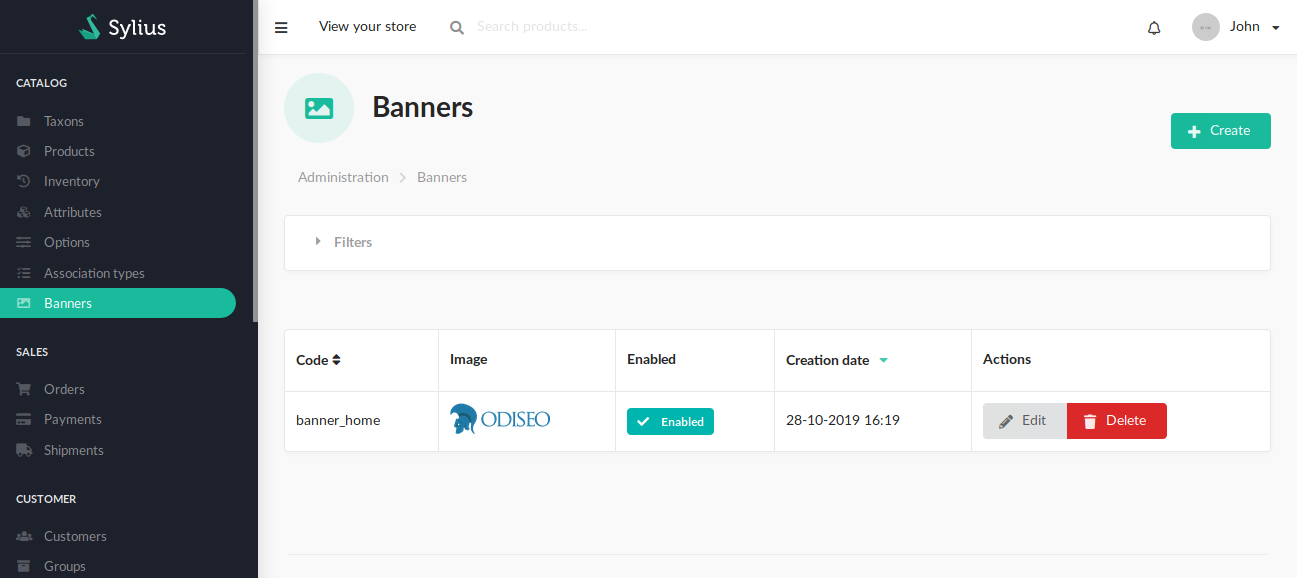 Sylius
CATALOG
Taxons
Products
Inventory
Attributes
Options
Association types
Banners
SALES
Orders
Payments
Shipments
CUSTOMER
Customers
Groups
View your store
Search products...
John
Banners
Create
Administration > Banners
Filters
Code Image Enabled Creation date Actions
banner_home ODISEO Enabled 28-10-2019 16:19 Edit Delete